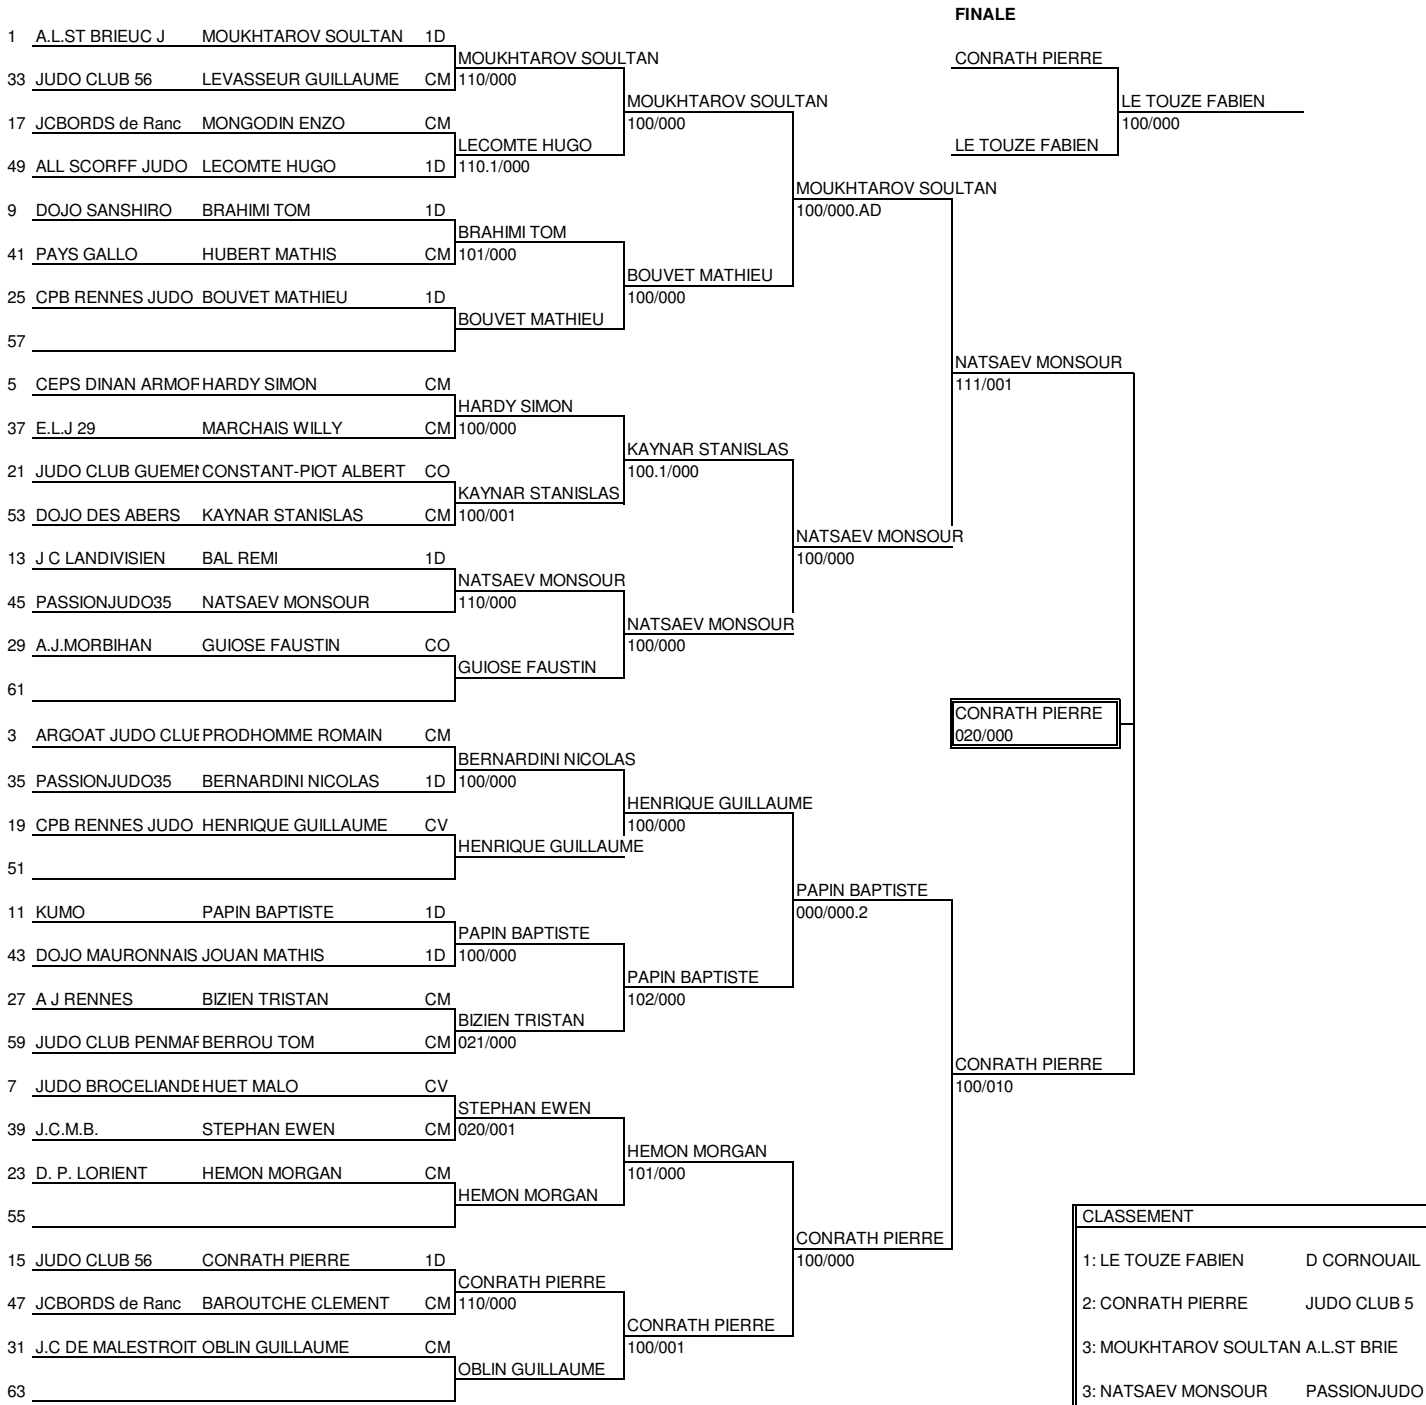 FINALE
1 A.L.ST BRIEUC J MOUKHTAROV SOULTAN 1D
MOUKHTAROV SOULTAN
CONRATH PIERRE
33 JUDO CLUB 56 LEVASSEUR GUILLAUME CM 110/000
MOUKHTAROV SOULTAN
LE TOUZE FABIEN
17 JCBORDS de Ranc MONGODIN ENZO CM
100/000
100/000
LECOMTE HUGO
LE TOUZE FABIEN
49 ALL SCORFF JUDO LECOMTE HUGO 1D 110.1/000
MOUKHTAROV SOULTAN
9 DOJO SANSHIRO BRAHIMI TOM 1D
100/000.AD
BRAHIMI TOM
41 PAYS GALLO HUBERT MATHIS CM 101/000
BOUVET MATHIEU
25 CPB RENNES JUDO BOUVET MATHIEU 1D
100/000
BOUVET MATHIEU
57
NATSAEV MONSOUR
5 CEPS DINAN ARMOR HARDY SIMON CM
111/001
HARDY SIMON
37 E.L.J 29 MARCHAIS WILLY CM 100/000
KAYNAR STANISLAS
21 JUDO CLUB GUEMEN CONSTANT-PIOT ALBERT CO
100.1/000
KAYNAR STANISLAS
53 DOJO DES ABERS KAYNAR STANISLAS CM 100/001
NATSAEV MONSOUR
13 J C LANDIVISIEN BAL REMI 1D
100/000
NATSAEV MONSOUR
45 PASSIONJUDO35 NATSAEV MONSOUR 110/000
NATSAEV MONSOUR
29 A.J.MORBIHAN GUIOSE FAUSTIN CO
100/000
GUIOSE FAUSTIN
61
CONRATH PIERRE
3 ARGOAT JUDO CLUB PRODHOMME ROMAIN CM
020/000
BERNARDINI NICOLAS
35 PASSIONJUDO35 BERNARDINI NICOLAS 1D 100/000
HENRIQUE GUILLAUME
19 CPB RENNES JUDO HENRIQUE GUILLAUME CV
100/000
HENRIQUE GUILLAUME
51
PAPIN BAPTISTE
11 KUMO PAPIN BAPTISTE 1D
000/000.2
PAPIN BAPTISTE
43 DOJO MAURONNAIS JOUAN MATHIS 1D 100/000
PAPIN BAPTISTE
27 A J RENNES BIZIEN TRISTAN CM
102/000
BIZIEN TRISTAN
59 JUDO CLUB PENMAR BERROU TOM CM 021/000
CONRATH PIERRE
7 JUDO BROCELIANDE HUET MALO CV
100/010
STEPHAN EWEN
39 J.C.M.B. STEPHAN EWEN CM 020/001
HEMON MORGAN
23 D. P. LORIENT HEMON MORGAN CM
101/000
HEMON MORGAN
55
CLASSEMENT
CONRATH PIERRE
15 JUDO CLUB 56 CONRATH PIERRE 1D
100/000
1: LE TOUZE FABIEN D CORNOUAIL
CONRATH PIERRE
47 JCBORDS de Ranc BAROUTCHE CLEMENT CM 110/000
2: CONRATH PIERRE JUDO CLUB 5
CONRATH PIERRE
31 J.C DE MALESTROIT OBLIN GUILLAUME CM
100/001
3: MOUKHTAROV SOULTAN A.L.ST BRIE
OBLIN GUILLAUME
63
3: NATSAEV MONSOUR PASSIONJUDO